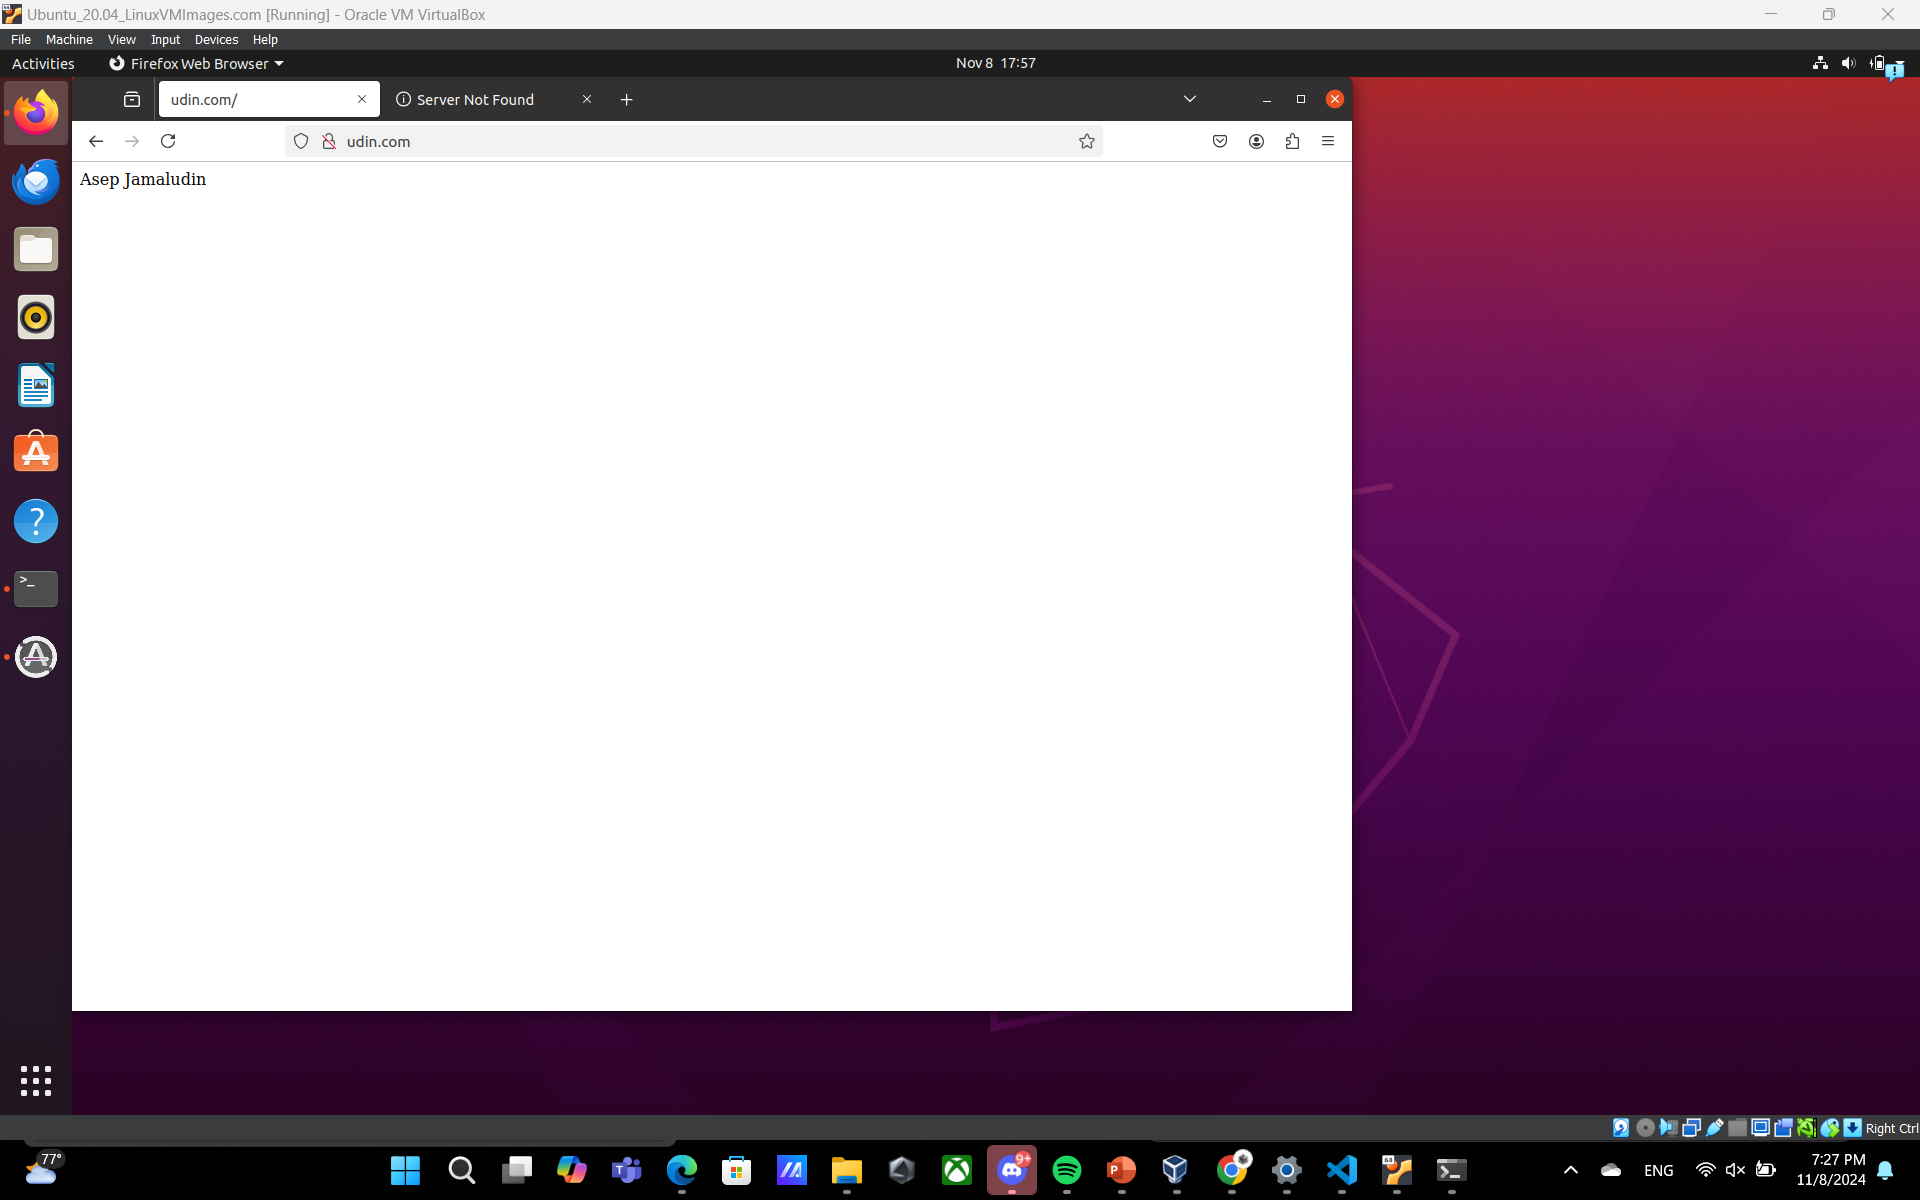 Ubuntu_20.04_LinuxVMImages.com [Running] - Oracle VM VirtualBox
File Machine View Input Devices Help
Activities Firefox Web Browser Nov 8 17:57
udin.com/ Server Not Found
udin.com
Asep Jamaludin
Right Ctrl
77°
9+
ENG
7:27 PM
11/8/2024